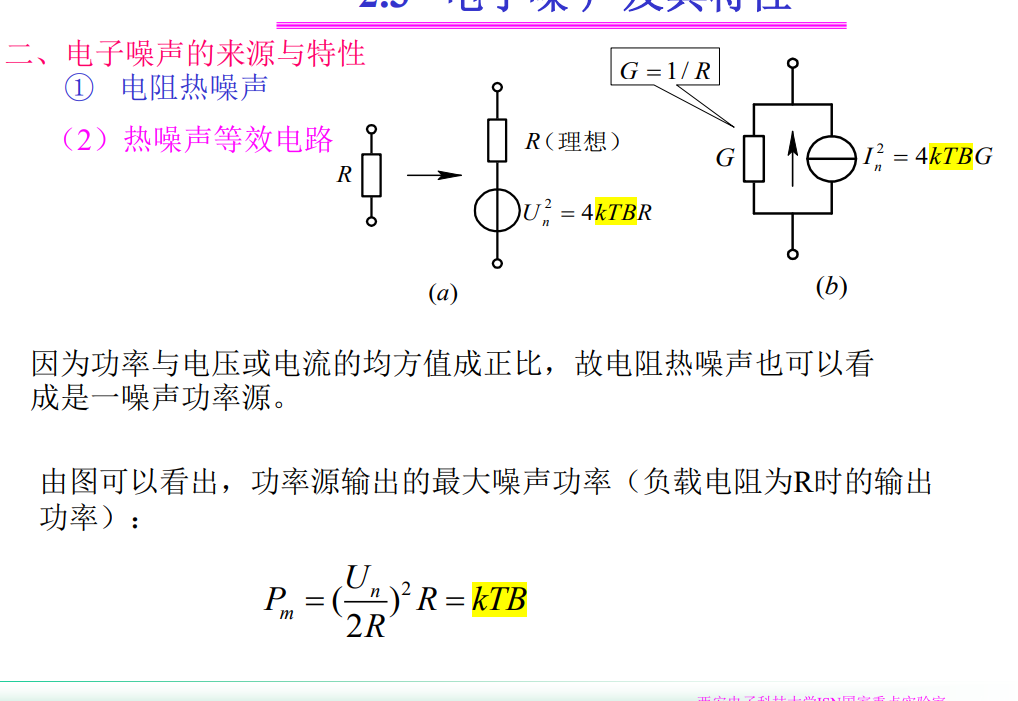 二、电子噪声的来源与特性
① 电阻热噪声
（2）热噪声等效电路
R
R（理想）
U_n^2 = 4kTBR
(a)
G = 1/ R
G
I_n^2 = 4kTBG
(b)
因为功率与电压或电流的均方值成正比，故电阻热噪声也可以看
成是一噪声功率源。
由图可以看出，功率源输出的最大噪声功率（负载电阻为R时的输出
功率）：
P_m = (U_n/2R)^2 R = kTB